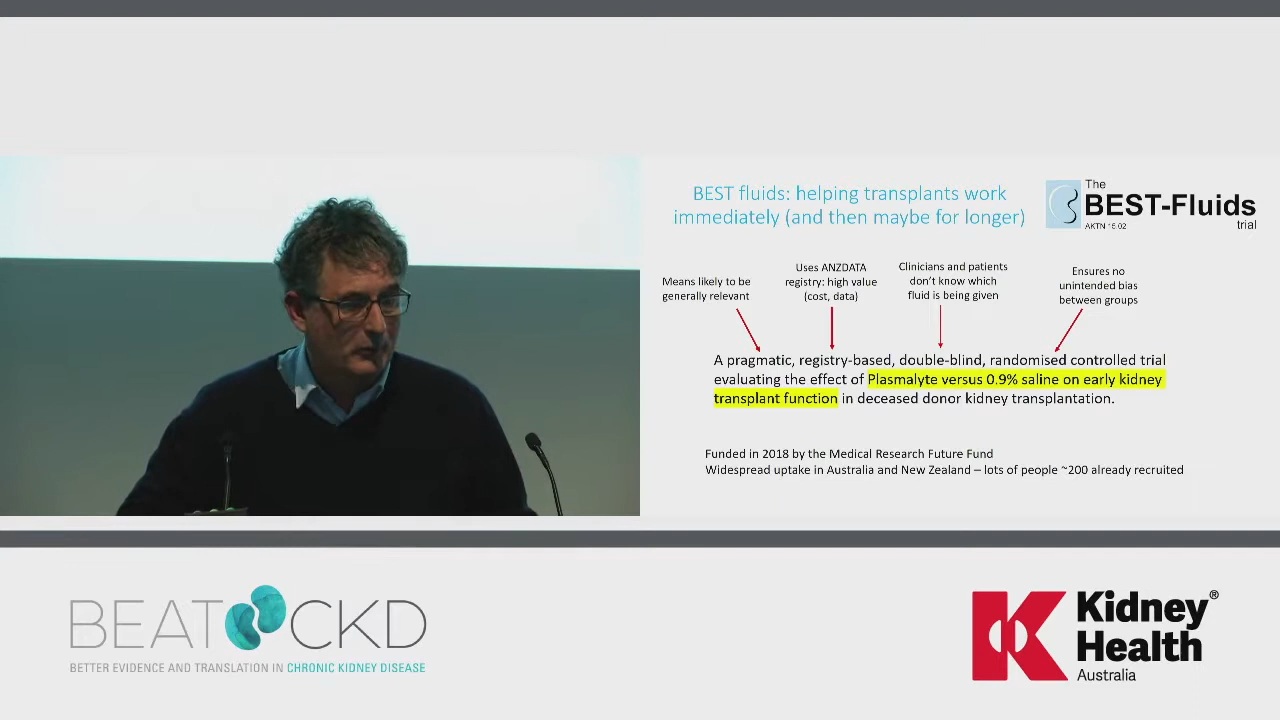 BEST fluids: helping transplants work
immediately (and then maybe for longer)
The
BEST-Fluids
AKTN 15.02
trial
Means likely to be
generally relevant
Uses ANZDATA
registry: high value
(cost, data)
Clinicians and patients
don't know which
fluid is being given
Ensures no
unintended bias
between groups
A pragmatic, registry-based, double-blind, randomised controlled trial
evaluating the effect of Plasmalyte versus 0.9% saline on early kidney
transplant function in deceased donor kidney transplantation.
Funded in 2018 by the Medical Research Future Fund
Widespread uptake in Australia and New Zealand – lots of people ~200 already recruited
BEAT CKD
BETTER EVIDENCE AND TRANSLATION IN CHRONIC KIDNEY DISEASE
Kidney®
Health
Australia